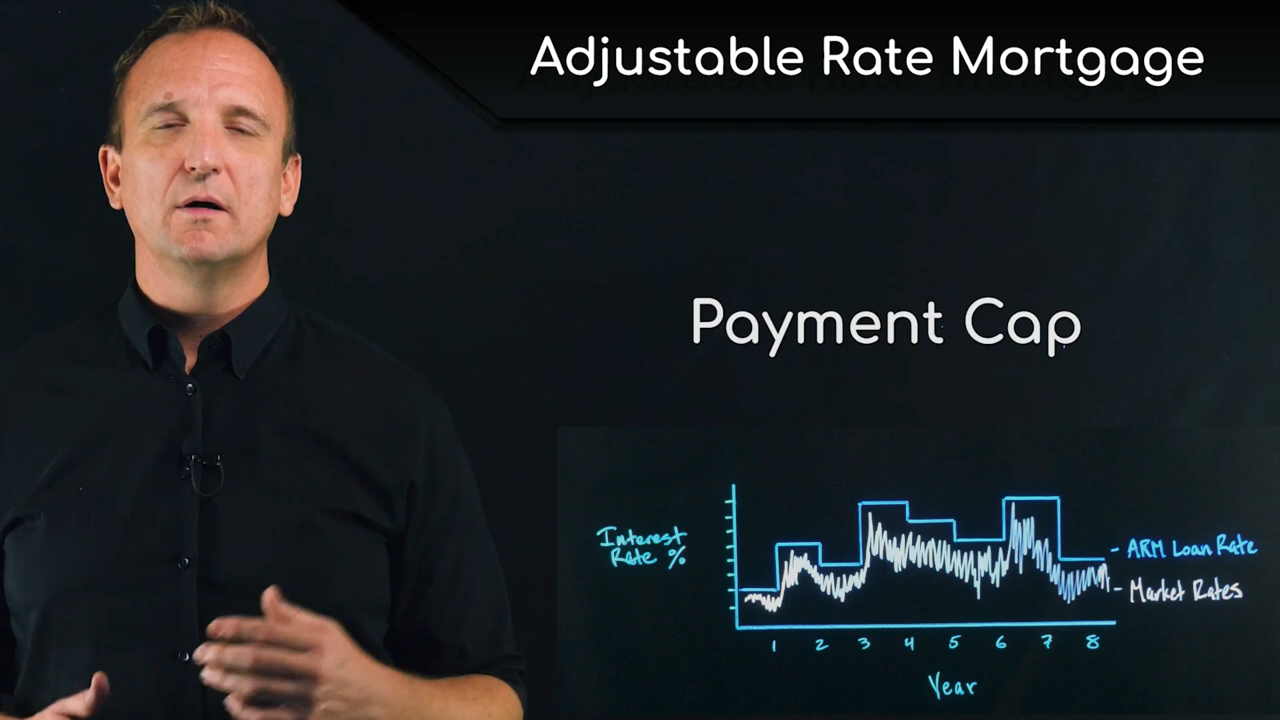 Adjustable Rate Mortgage
Payment Cap
Interest
Rate %
- ARM Loan Rate
- Market Rates
1 2 3 4 5 6 7 8
Year